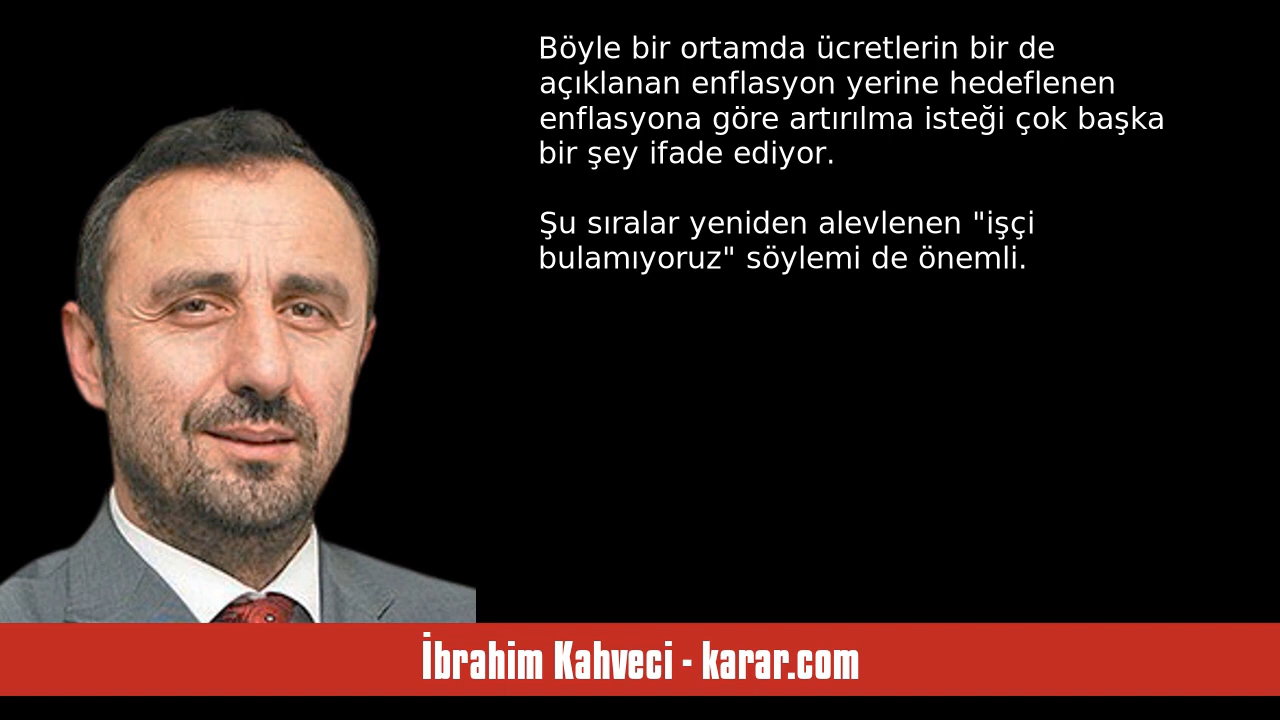 Böyle bir ortamda ücretlerin bir de
açıklanan enflasyon yerine hedeflenen
enflasyona göre artırılma isteği çok başka
bir şey ifade ediyor.
Şu sıralar yeniden alevlenen "işçi
bulamıyoruz" söylemi de önemli.
İbrahim Kahveci - karar.com